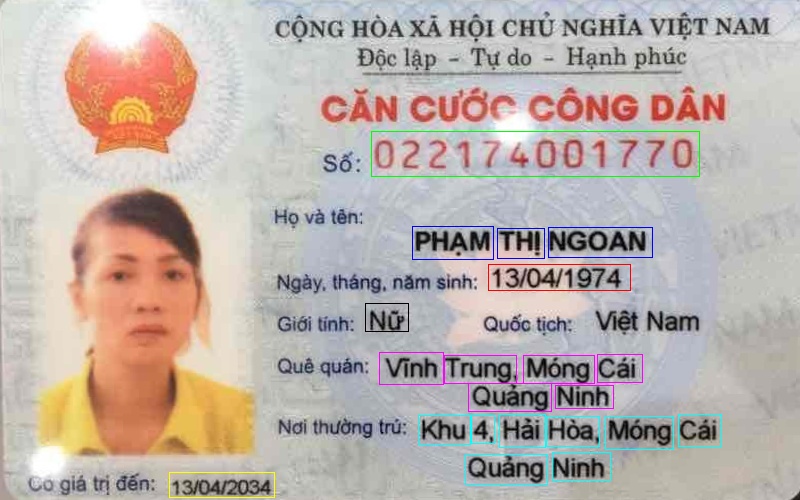 CỘNG HÒA XÃ HỘI CHỦ NGHĨA VIỆT NAM
Độc lập - Tự do - Hạnh phúc
CĂN CƯỚC CÔNG DÂN
Số: 022174001770
Họ và tên:
PHẠM THỊ NGOAN
Ngày, tháng, năm sinh: 13/04/1974
Giới tính: Nữ Quốc tịch: Việt Nam
Quê quán: Vĩnh Trung, Móng Cái
Quảng Ninh
Nơi thường trú: Khu 4, Hải Hòa, Móng Cái
Quảng Ninh
Có giá trị đến: 13/04/2034